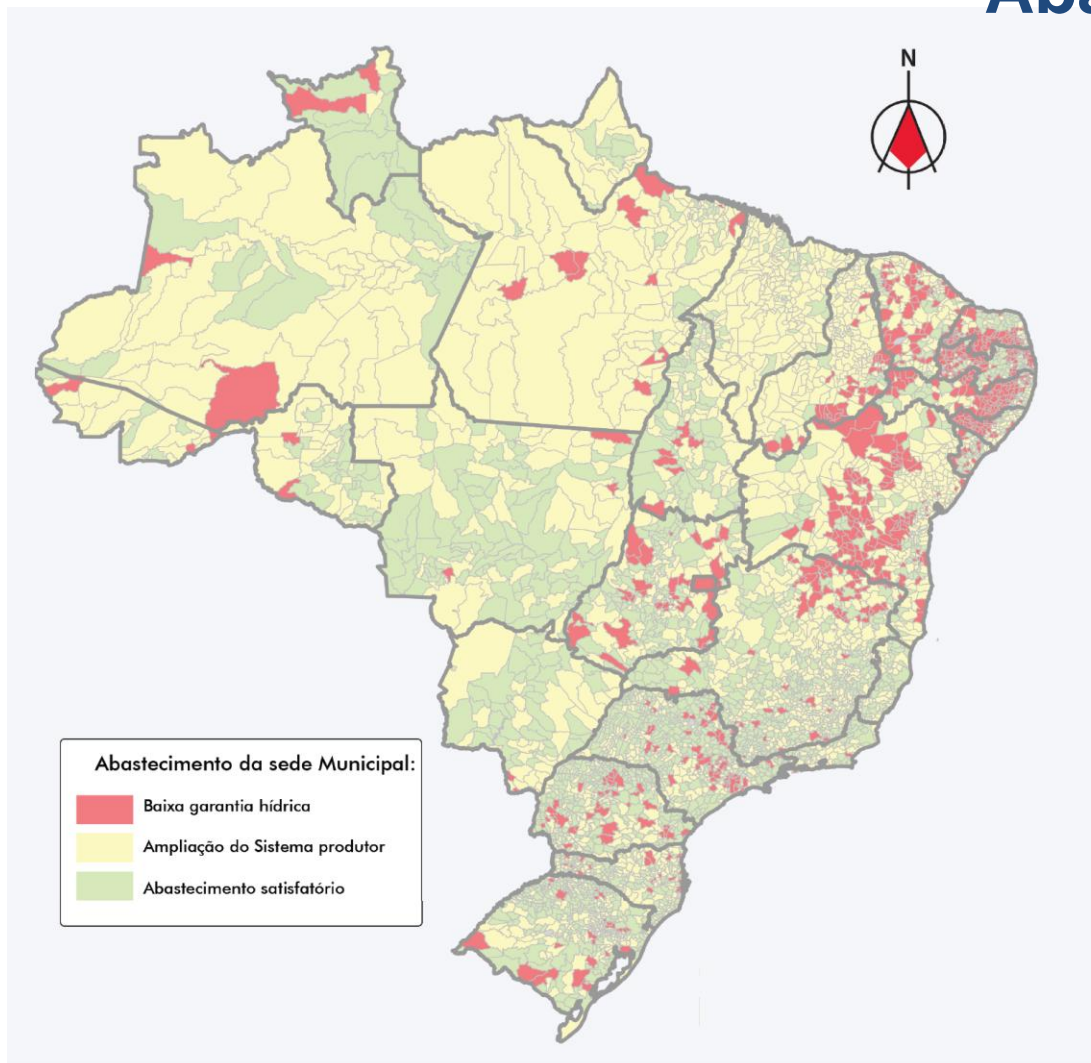 N
Abastecimento da sede Municipal:
Baixa garantia hídrica
Ampliação do Sistema produtor
Abastecimento satisfatório